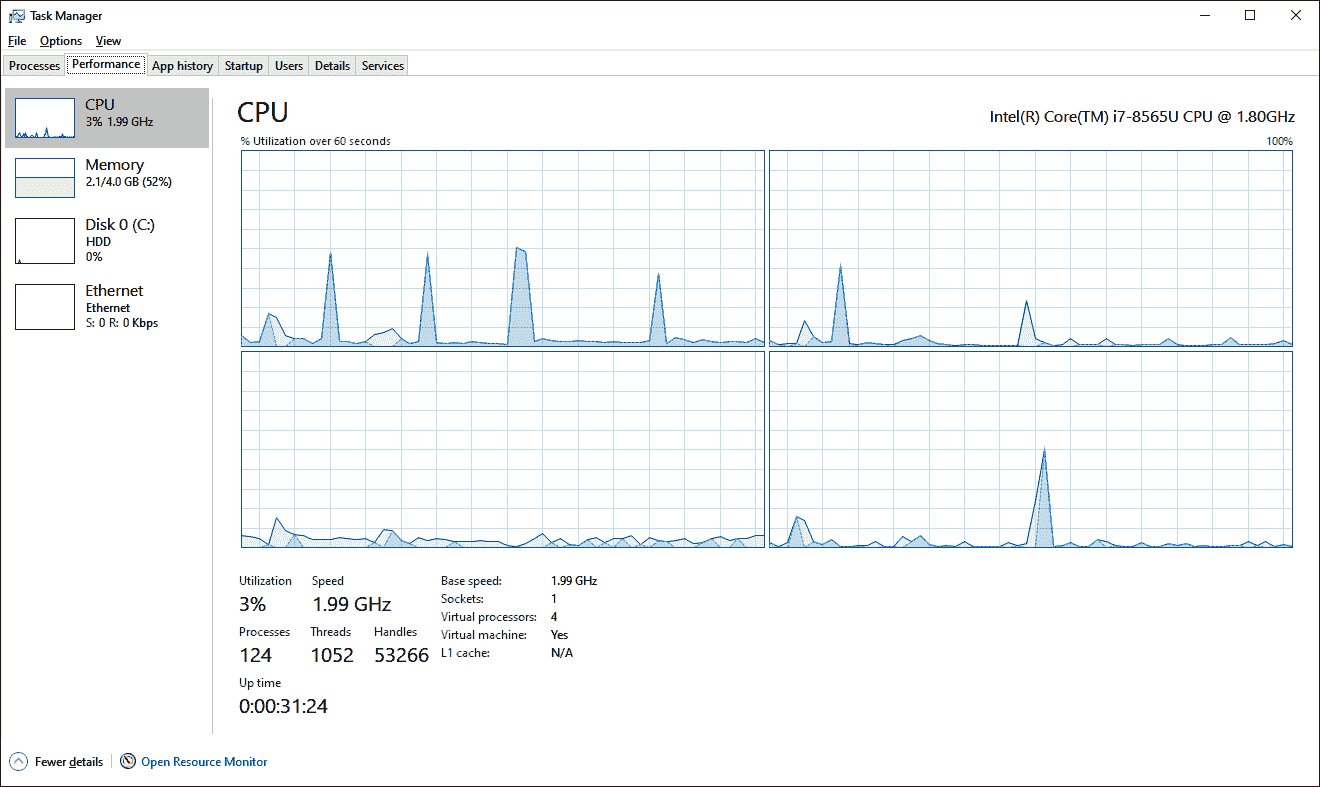 Task Manager
File Options View
Processes Performance App history Startup Users Details Services
CPU
3% 1.99 GHz
Memory
2.1/4.0 GB (52%)
Disk 0 (C:)
HDD
0%
Ethernet
Ethernet
S: 0 R: 0 Kbps
CPU
Intel(R) Core(TM) i7-8565U CPU @ 1.80GHz
% Utilization over 60 seconds 100%
Utilization Speed
3% 1.99 GHz
Processes Threads Handles
124 1052 53266
Up time
0:00:31:24
Base speed: 1.99 GHz
Sockets: 1
Virtual processors: 4
Virtual machine: Yes
L1 cache: N/A
Fewer details Open Resource Monitor